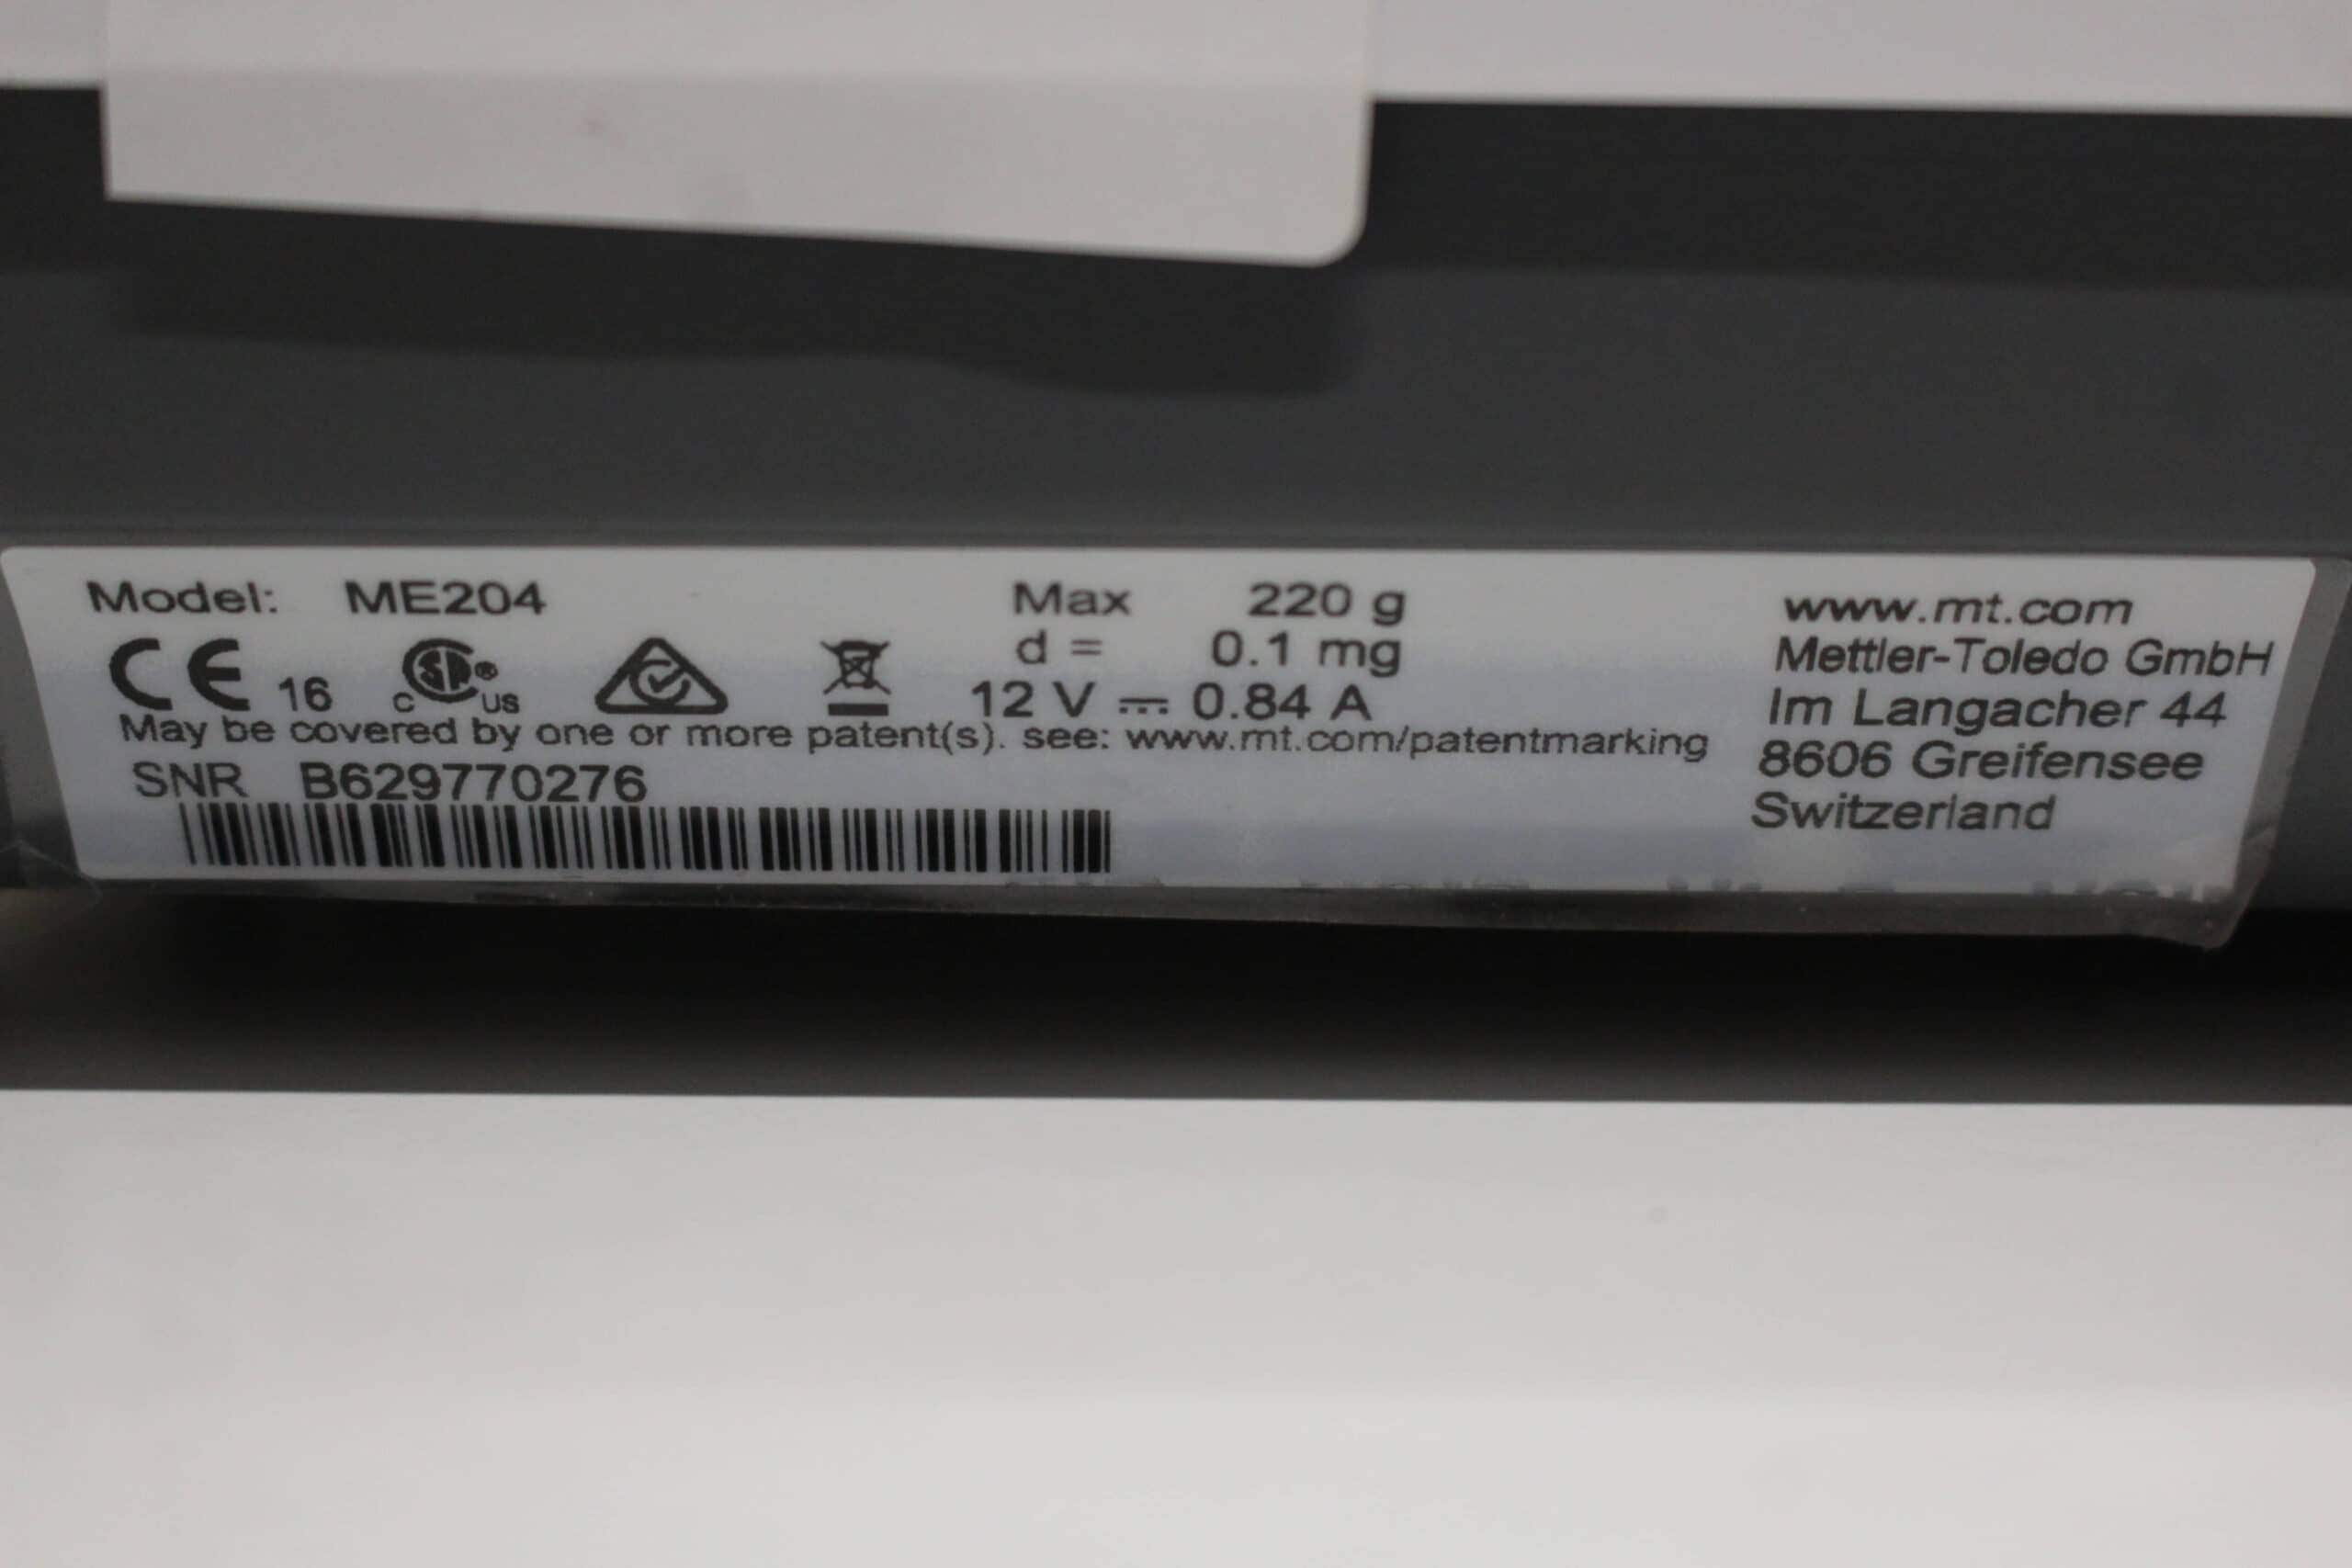 Model: ME204
CE 16 C SP® US
May be covered by one or more patent(s). see: www.mt.com/patentmarking
SNR B629770276
Max 220 g
d = 0.1 mg
12 V ⎓ 0.84 A
www.mt.com
Mettler-Toledo GmbH
Im Langacher 44
8606 Greifensee
Switzerland